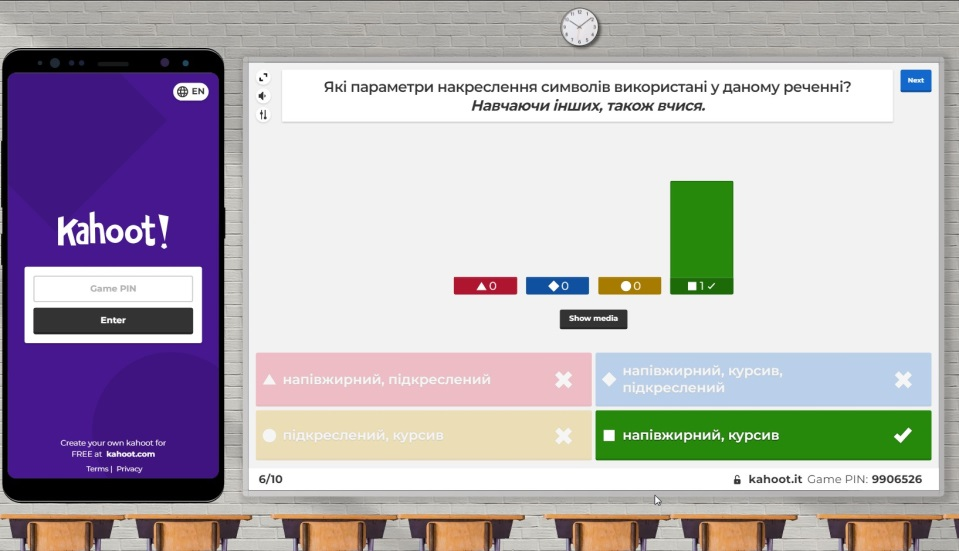 EN
Kahoot!
Game PIN
Enter
Create your own kahoot for
FREE at kahoot.com
Terms | Privacy
Які параметри накреслення символів використані у даному реченні?
Навчаючи інших, також вчися.
Next
0
0
0
1
Show media
напівжирний, підкреслений
напівжирний, курсив,
підкреслений
підкреслений, курсив
напівжирний, курсив
6/10
kahoot.it Game PIN: 9906526